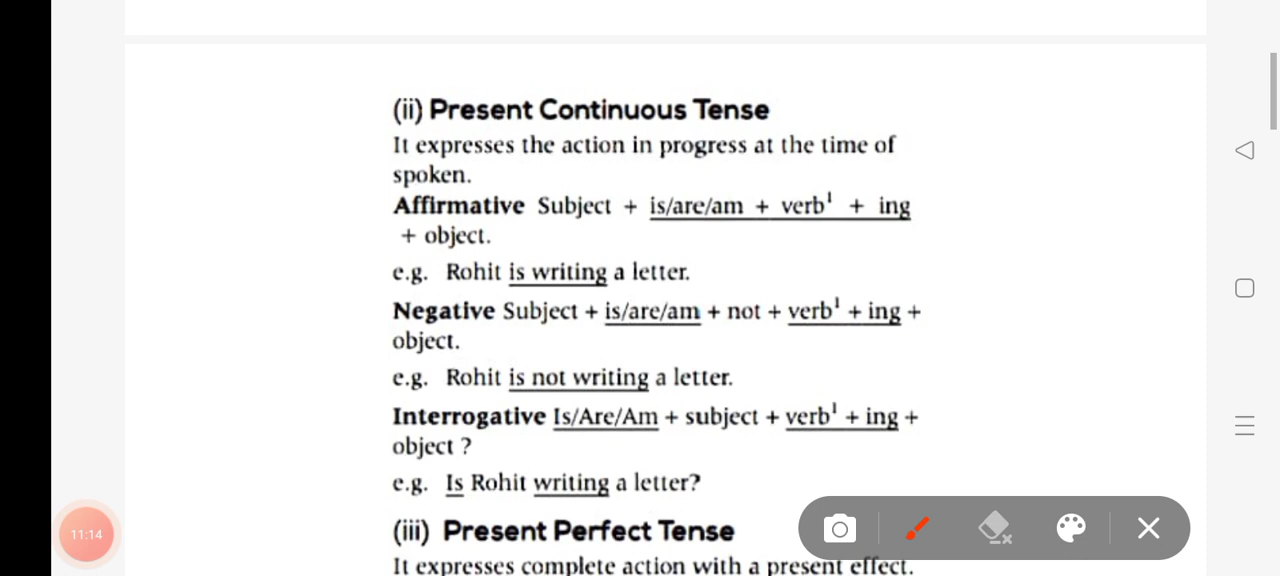 (ii) Present Continuous Tense
It expresses the action in progress at the time of
spoken.
Affirmative Subject + is/are/am + verb¹ + ing
+ object.
e.g. Rohit is writing a letter.
Negative Subject + is/are/am + not + verb¹ + ing +
object.
e.g. Rohit is not writing a letter.
Interrogative Is/Are/Am + subject + verb¹ + ing +
object ?
e.g. Is Rohit writing a letter?
(iii) Present Perfect Tense
It expresses complete action with a present effect.
11:14